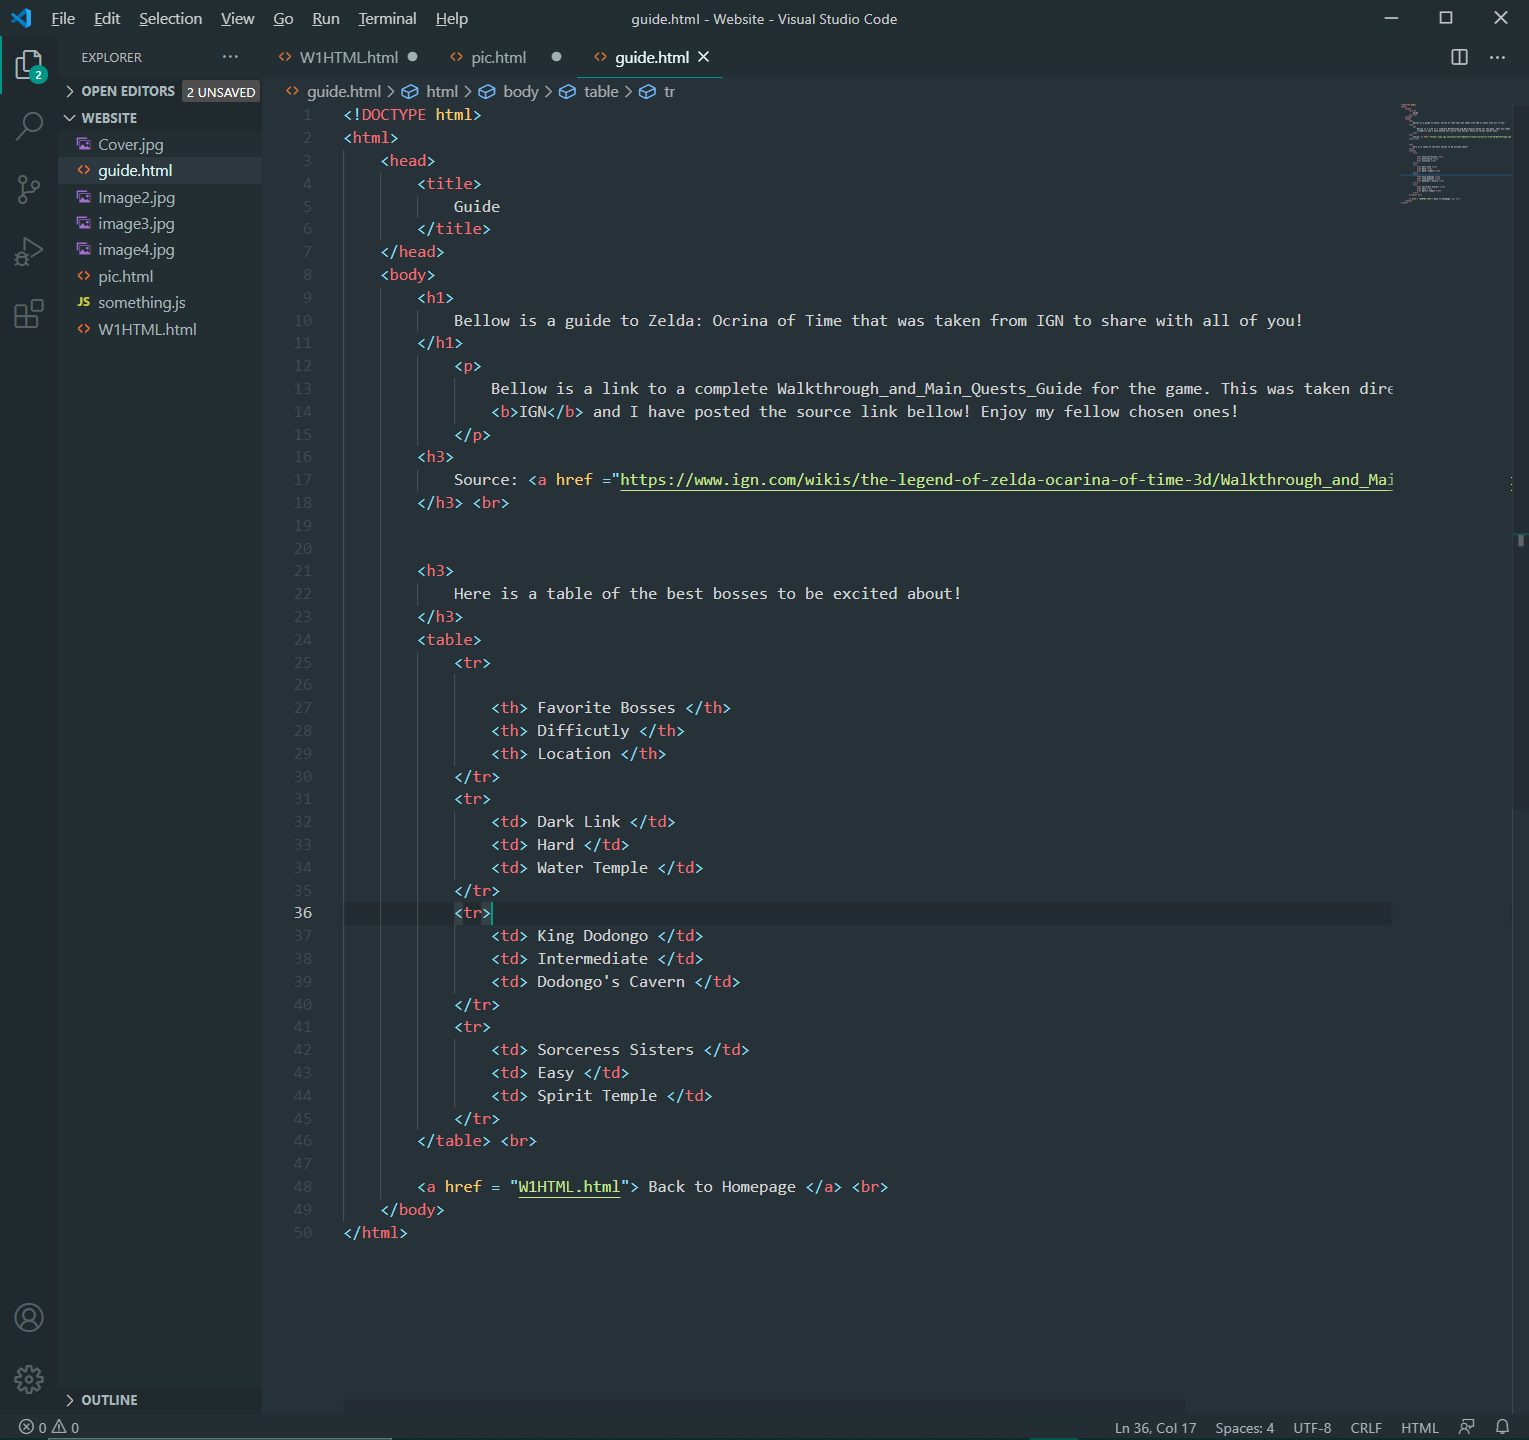 File Edit Selection View Go Run Terminal Help guide.html - Website - Visual Studio Code
EXPLORER ··· <> W1HTML.html ● <> pic.html ● <> guide.html ×
2
> OPEN EDITORS 2 UNSAVED
WEBSITE
Cover.jpg
<> guide.html
Image2.jpg
image3.jpg
image4.jpg
<> pic.html
JS something.js
<> W1HTML.html
OUTLINE
<> guide.html > html > body > table > tr
1 <!DOCTYPE html>
2 <html>
3     <head>
4         <title>
5             Guide
6         </title>
7     </head>
8     <body>
9         <h1>
10             Bellow is a guide to Zelda: Ocrina of Time that was taken from IGN to share with all of you!
11         </h1>
12             <p>
13                 Bellow is a link to a complete Walkthrough_and_Main_Quests_Guide for the game. This was taken dire
14                 <b>IGN</b> and I have posted the source link bellow! Enjoy my fellow chosen ones!
15             </p>
16         <h3>
17             Source: <a href ="https://www.ign.com/wikis/the-legend-of-zelda-ocarina-of-time-3d/Walkthrough_and_Mai
18         </h3> <br>
19
20
21         <h3>
22             Here is a table of the best bosses to be excited about!
23         </h3>
24         <table>
25             <tr>
26
27                 <th> Favorite Bosses </th>
28                 <th> Difficutly </th>
29                 <th> Location </th>
30             </tr>
31             <tr>
32                 <td> Dark Link </td>
33                 <td> Hard </td>
34                 <td> Water Temple </td>
35             </tr>
36             <tr>
37                 <td> King Dodongo </td>
38                 <td> Intermediate </td>
39                 <td> Dodongo's Cavern </td>
40             </tr>
41             <tr>
42                 <td> Sorceress Sisters </td>
43                 <td> Easy </td>
44                 <td> Spirit Temple </td>
45             </tr>
46         </table> <br>
47
48         <a href = "W1HTML.html"> Back to Homepage </a> <br>
49     </body>
50 </html>
0 0 Ln 36, Col 17 Spaces: 4 UTF-8 CRLF HTML